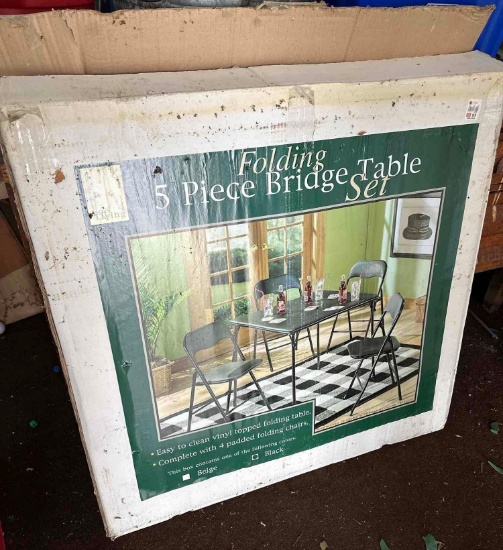 Folding
5 Piece Bridge Table
Set
Living
• Easy to clean vinyl topped folding table.
• Complete with 4 padded folding chairs.
This box contains one of the following colors:
Beige
Black